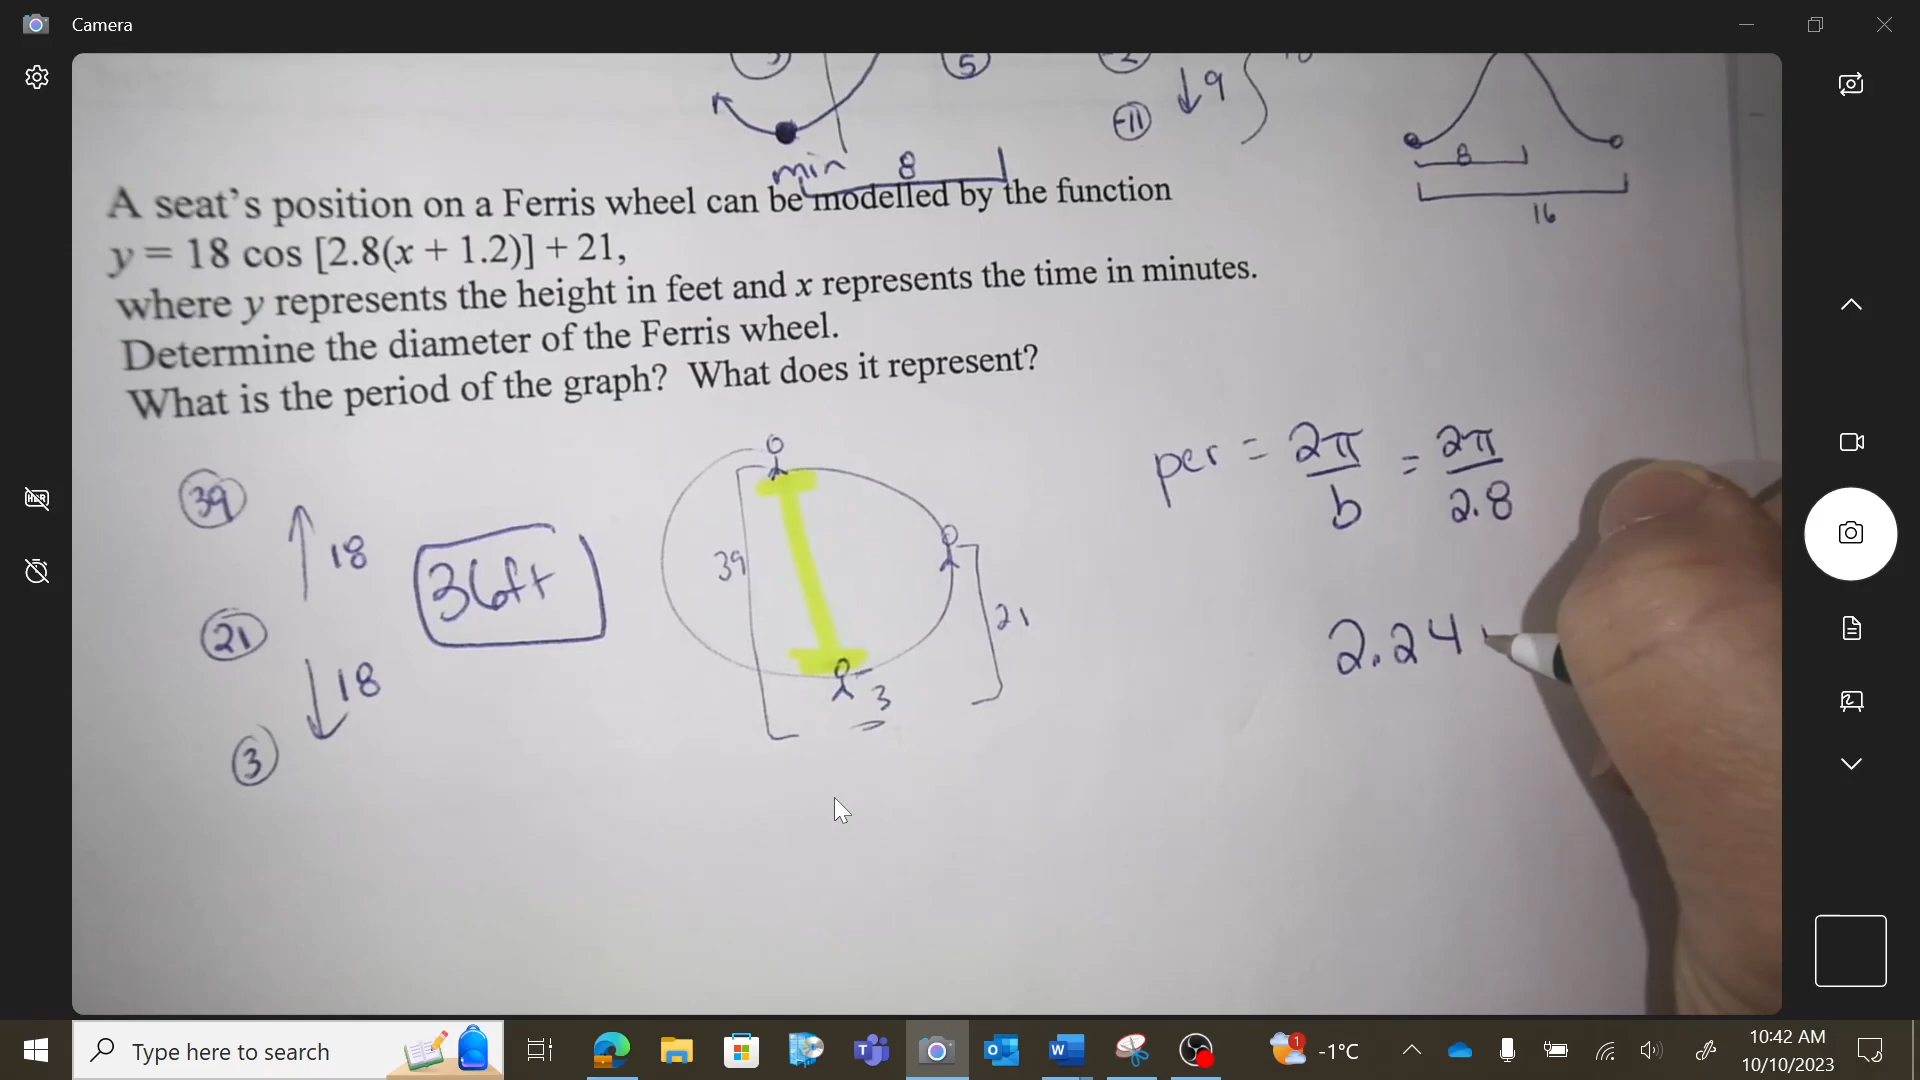 Camera
5
-2
↓9
-11
min
8
8
16
A seat's position on a Ferris wheel can be modelled by the function
y = 18 cos [2.8(x + 1.2)] + 21,
where y represents the height in feet and x represents the time in minutes.
Determine the diameter of the Ferris wheel.
What is the period of the graph? What does it represent?
39
↑18
21
↓18
3
36ft
39
21
3
per = 2π/b = 2π/2.8
2.24
Type here to search
1
-1°C
10:42 AM
10/10/2023